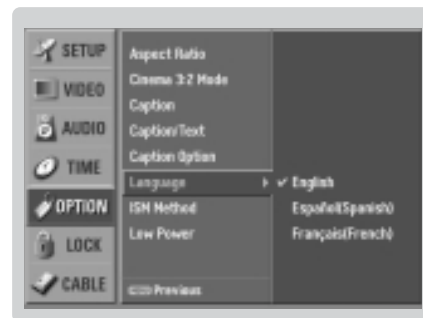 SETUP
VIDEO
AUDIO
TIME
OPTION
LOCK
CABLE
Aspect Ratio
Cinema 3:2 Mode
Caption
Caption/Text
Caption Option
Language
ISM Method
Low Power
Previous
✔ English
Español(Spanish)
Français(French)